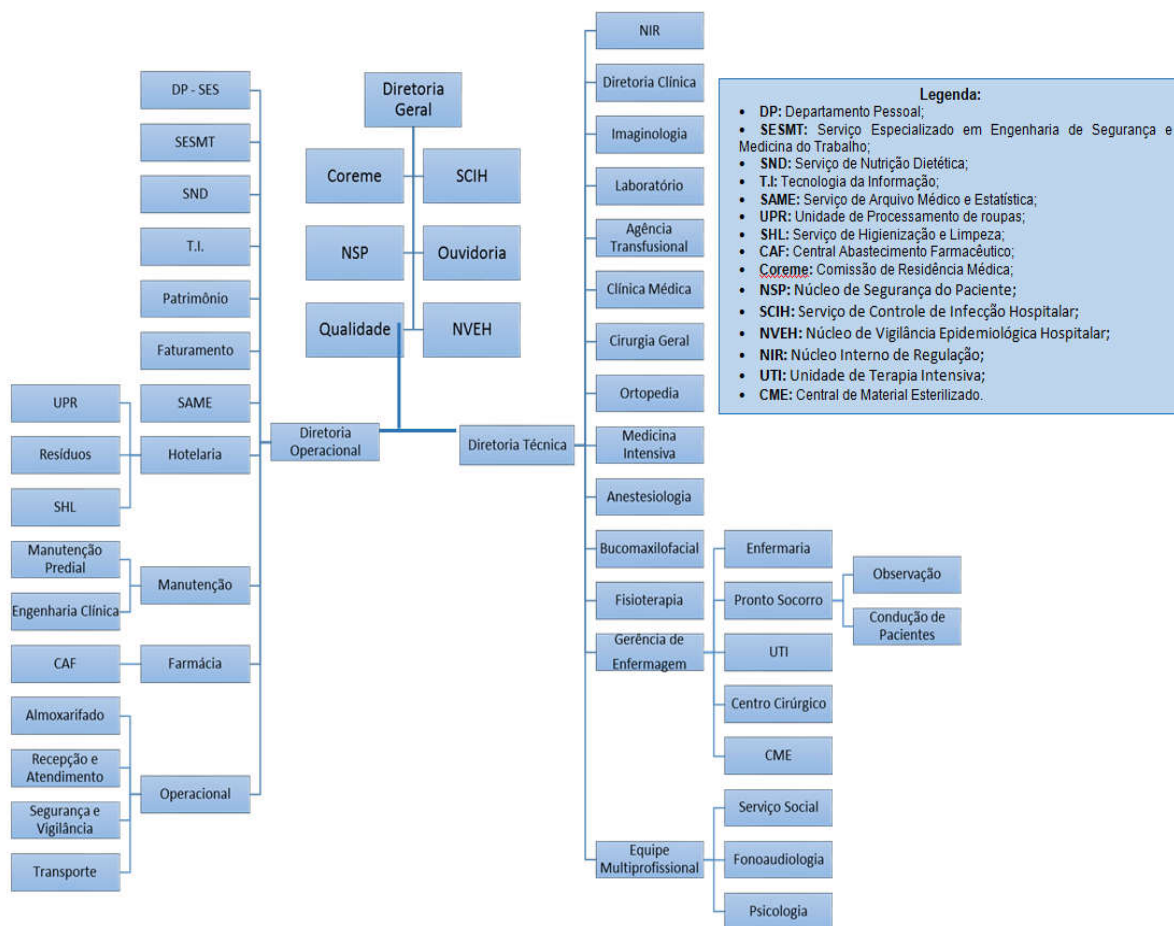 NIR
DP - SES
Diretoria
Geral
Diretoria Clínica
SESMT
Imaginologia
Coreme
SCIH
SND
Laboratório
T.I.
NSP
Ouvidoria
Agência
Transfusional
Patrimônio
Clínica Médica
Qualidade
NVEH
Faturamento
Cirurgia Geral
UPR
SAME
Ortopedia
Resíduos
Hotelaria
Diretoria
Operacional
Diretoria Técnica
Medicina
Intensiva
SHL
Anestesiologia
Manutenção
Predial
Bucomaxilofacial
Enfermaria
Manutenção
Observação
Engenharia Clínica
Fisioterapia
Pronto Socorro
Condução de
Pacientes
CAF
Farmácia
Gerência de
Enfermagem
UTI
Almoxarifado
Centro Cirúrgico
Recepção e
Atendimento
CME
Operacional
Segurança e
Vigilância
Serviço Social
Transporte
Equipe
Multiprofissional
Fonoaudiologia
Psicologia
Legenda:
• DP: Departamento Pessoal;
• SESMT: Serviço Especializado em Engenharia de Segurança e
Medicina do Trabalho;
• SND: Serviço de Nutrição Dietética;
• T.I: Tecnologia da Informação;
• SAME: Serviço de Arquivo Médico e Estatística;
• UPR: Unidade de Processamento de roupas;
• SHL: Serviço de Higienização e Limpeza;
• CAF: Central Abastecimento Farmacêutico;
• Coreme: Comissão de Residência Médica;
• NSP: Núcleo de Segurança do Paciente;
• SCIH: Serviço de Controle de Infecção Hospitalar;
• NVEH: Núcleo de Vigilância Epidemiológica Hospitalar;
• NIR: Núcleo Interno de Regulação;
• UTI: Unidade de Terapia Intensiva;
• CME: Central de Material Esterilizado.